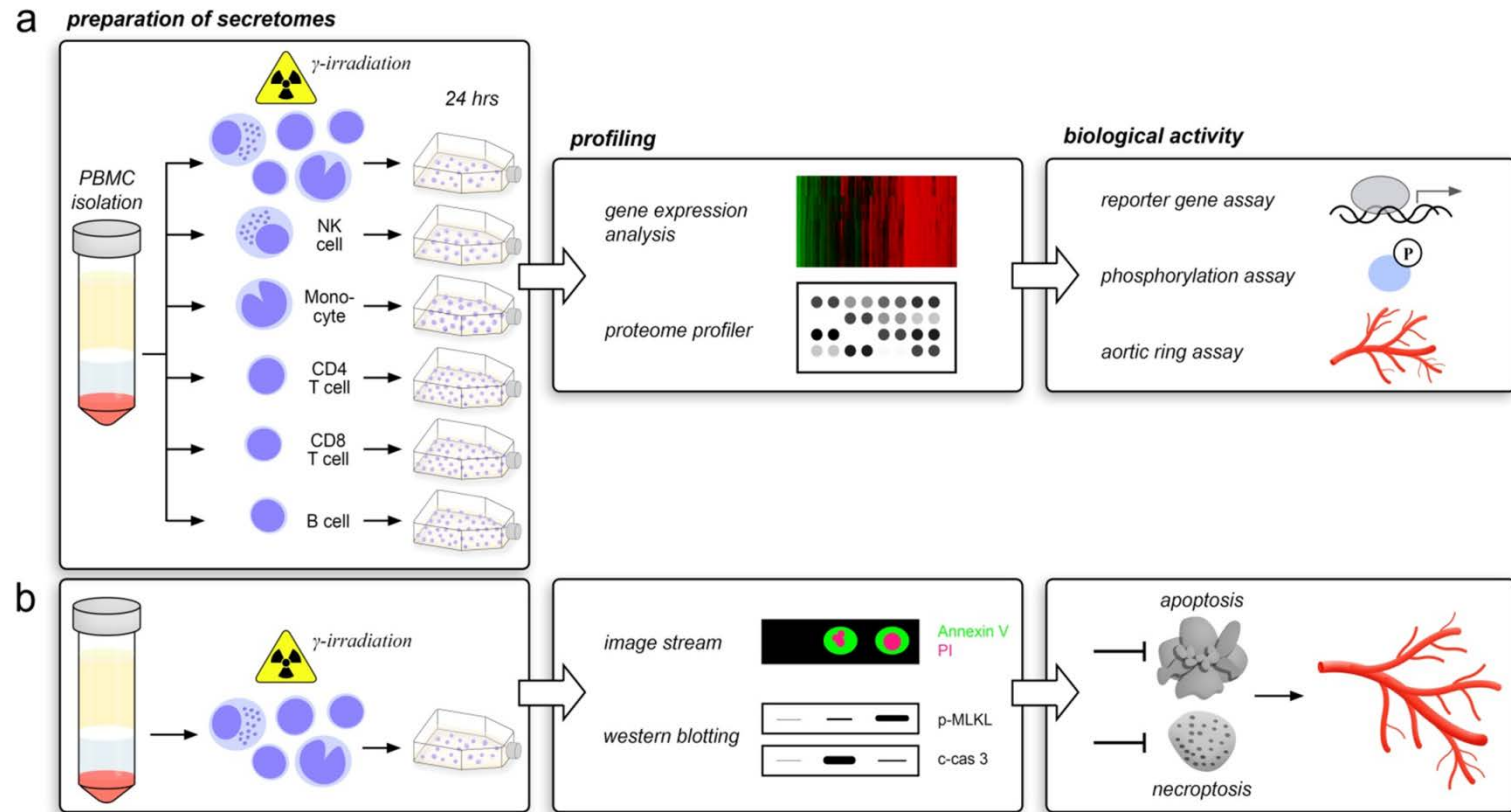 a
preparation of secretomes
γ-irradiation
24 hrs
PBMC
isolation
NK
cell
Mono-
cyte
CD4
T cell
CD8
T cell
B cell
profiling
gene expression
analysis
proteome profiler
biological activity
reporter gene assay
phosphorylation assay
P
aortic ring assay
b
γ-irradiation
image stream
Annexin V
PI
western blotting
p-MLKL
c-cas 3
apoptosis
necroptosis